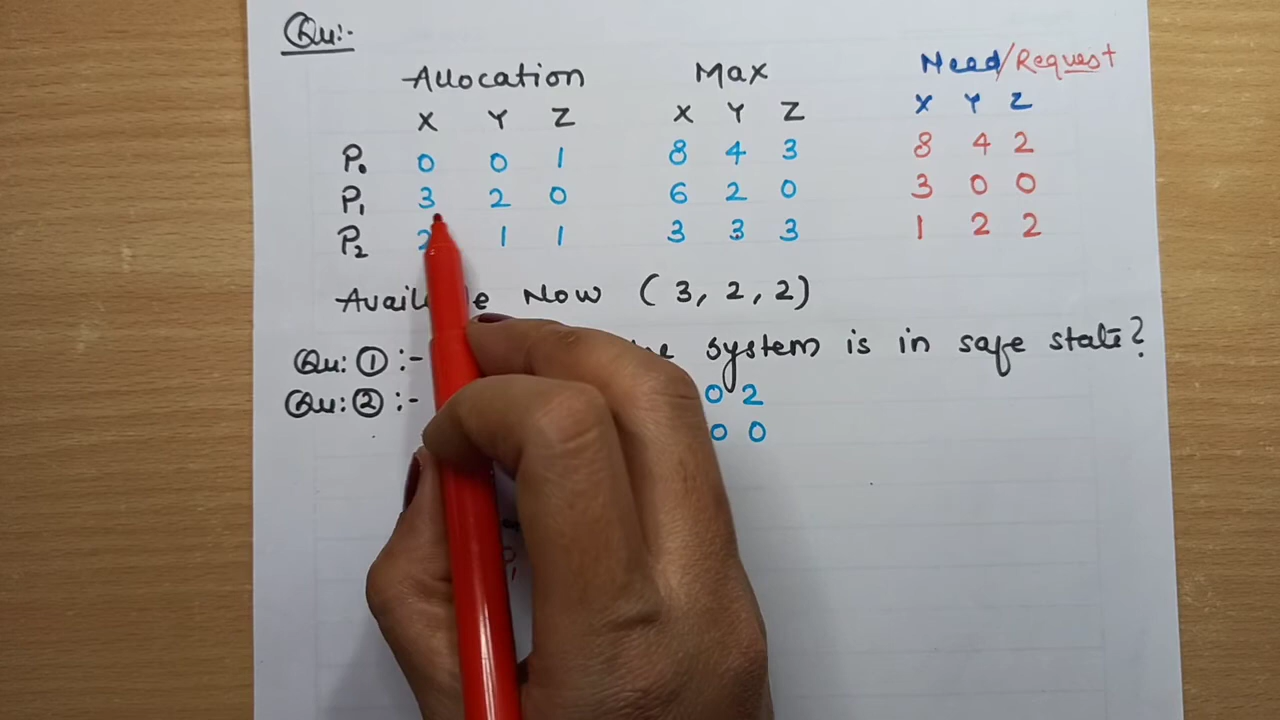 Qu:-
Allocation Max Need/Request
X Y Z X Y Z X Y Z
P0 0 0 1 8 4 3 8 4 2
P1 3 2 0 6 2 0 3 0 0
P2 2 1 1 3 3 3 1 2 2
Now (3, 2, 2)
Qu: ① :- system is in safe state?
Qu: ② :- 0 2
0 0